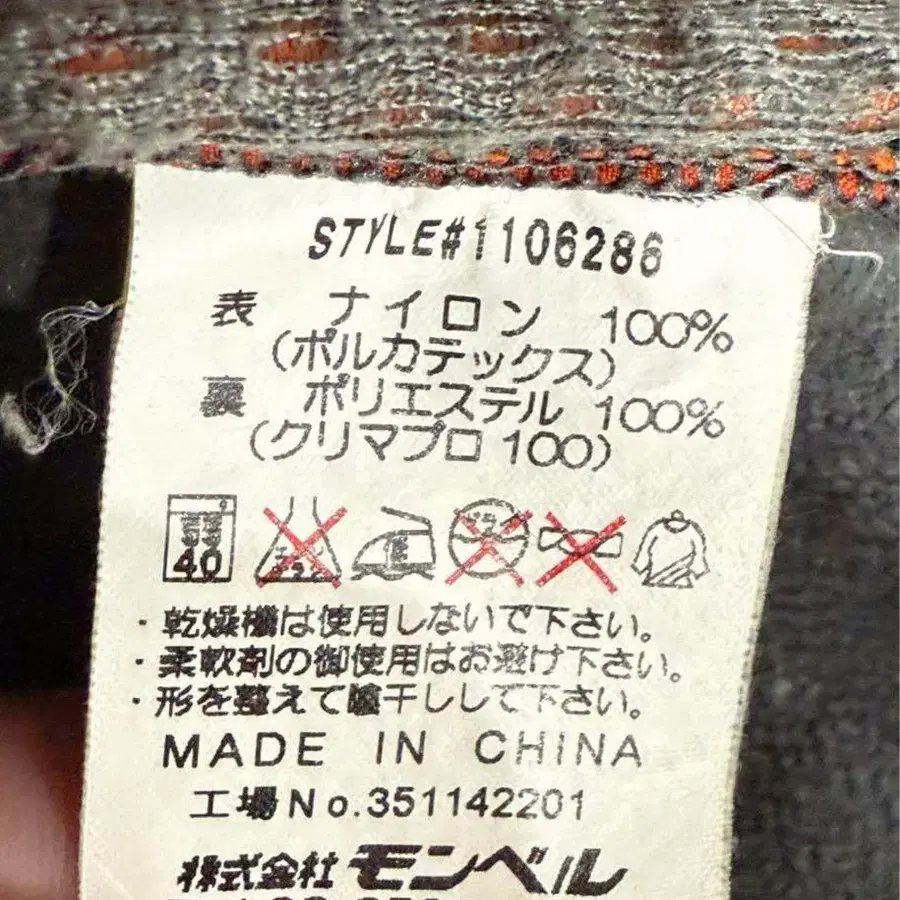 STYLE#1106286
表 ナイロン 100%
(ポルカテックス)
裏 ポリエステル 100%
(クリマプロ100)
40
・乾燥機は使用しないで下さい。
・柔軟剤の御使用はお避け下さい。
・形を整えて陰干しして下さい。
MADE IN CHINA
工場No.351142201
株式会社モンベル